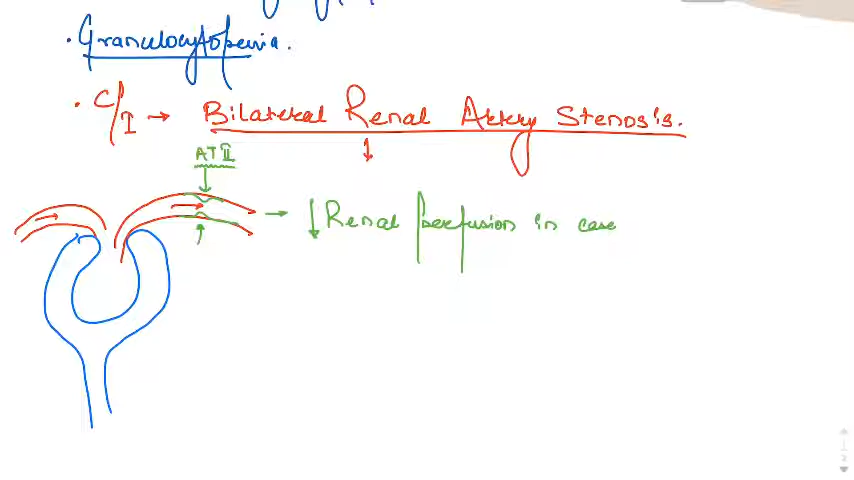 · Granulocytopenia.
· C/I → Bilateral Renal Artery Stenosis.
↓
AT II
→ ↓ Renal perfusion in case